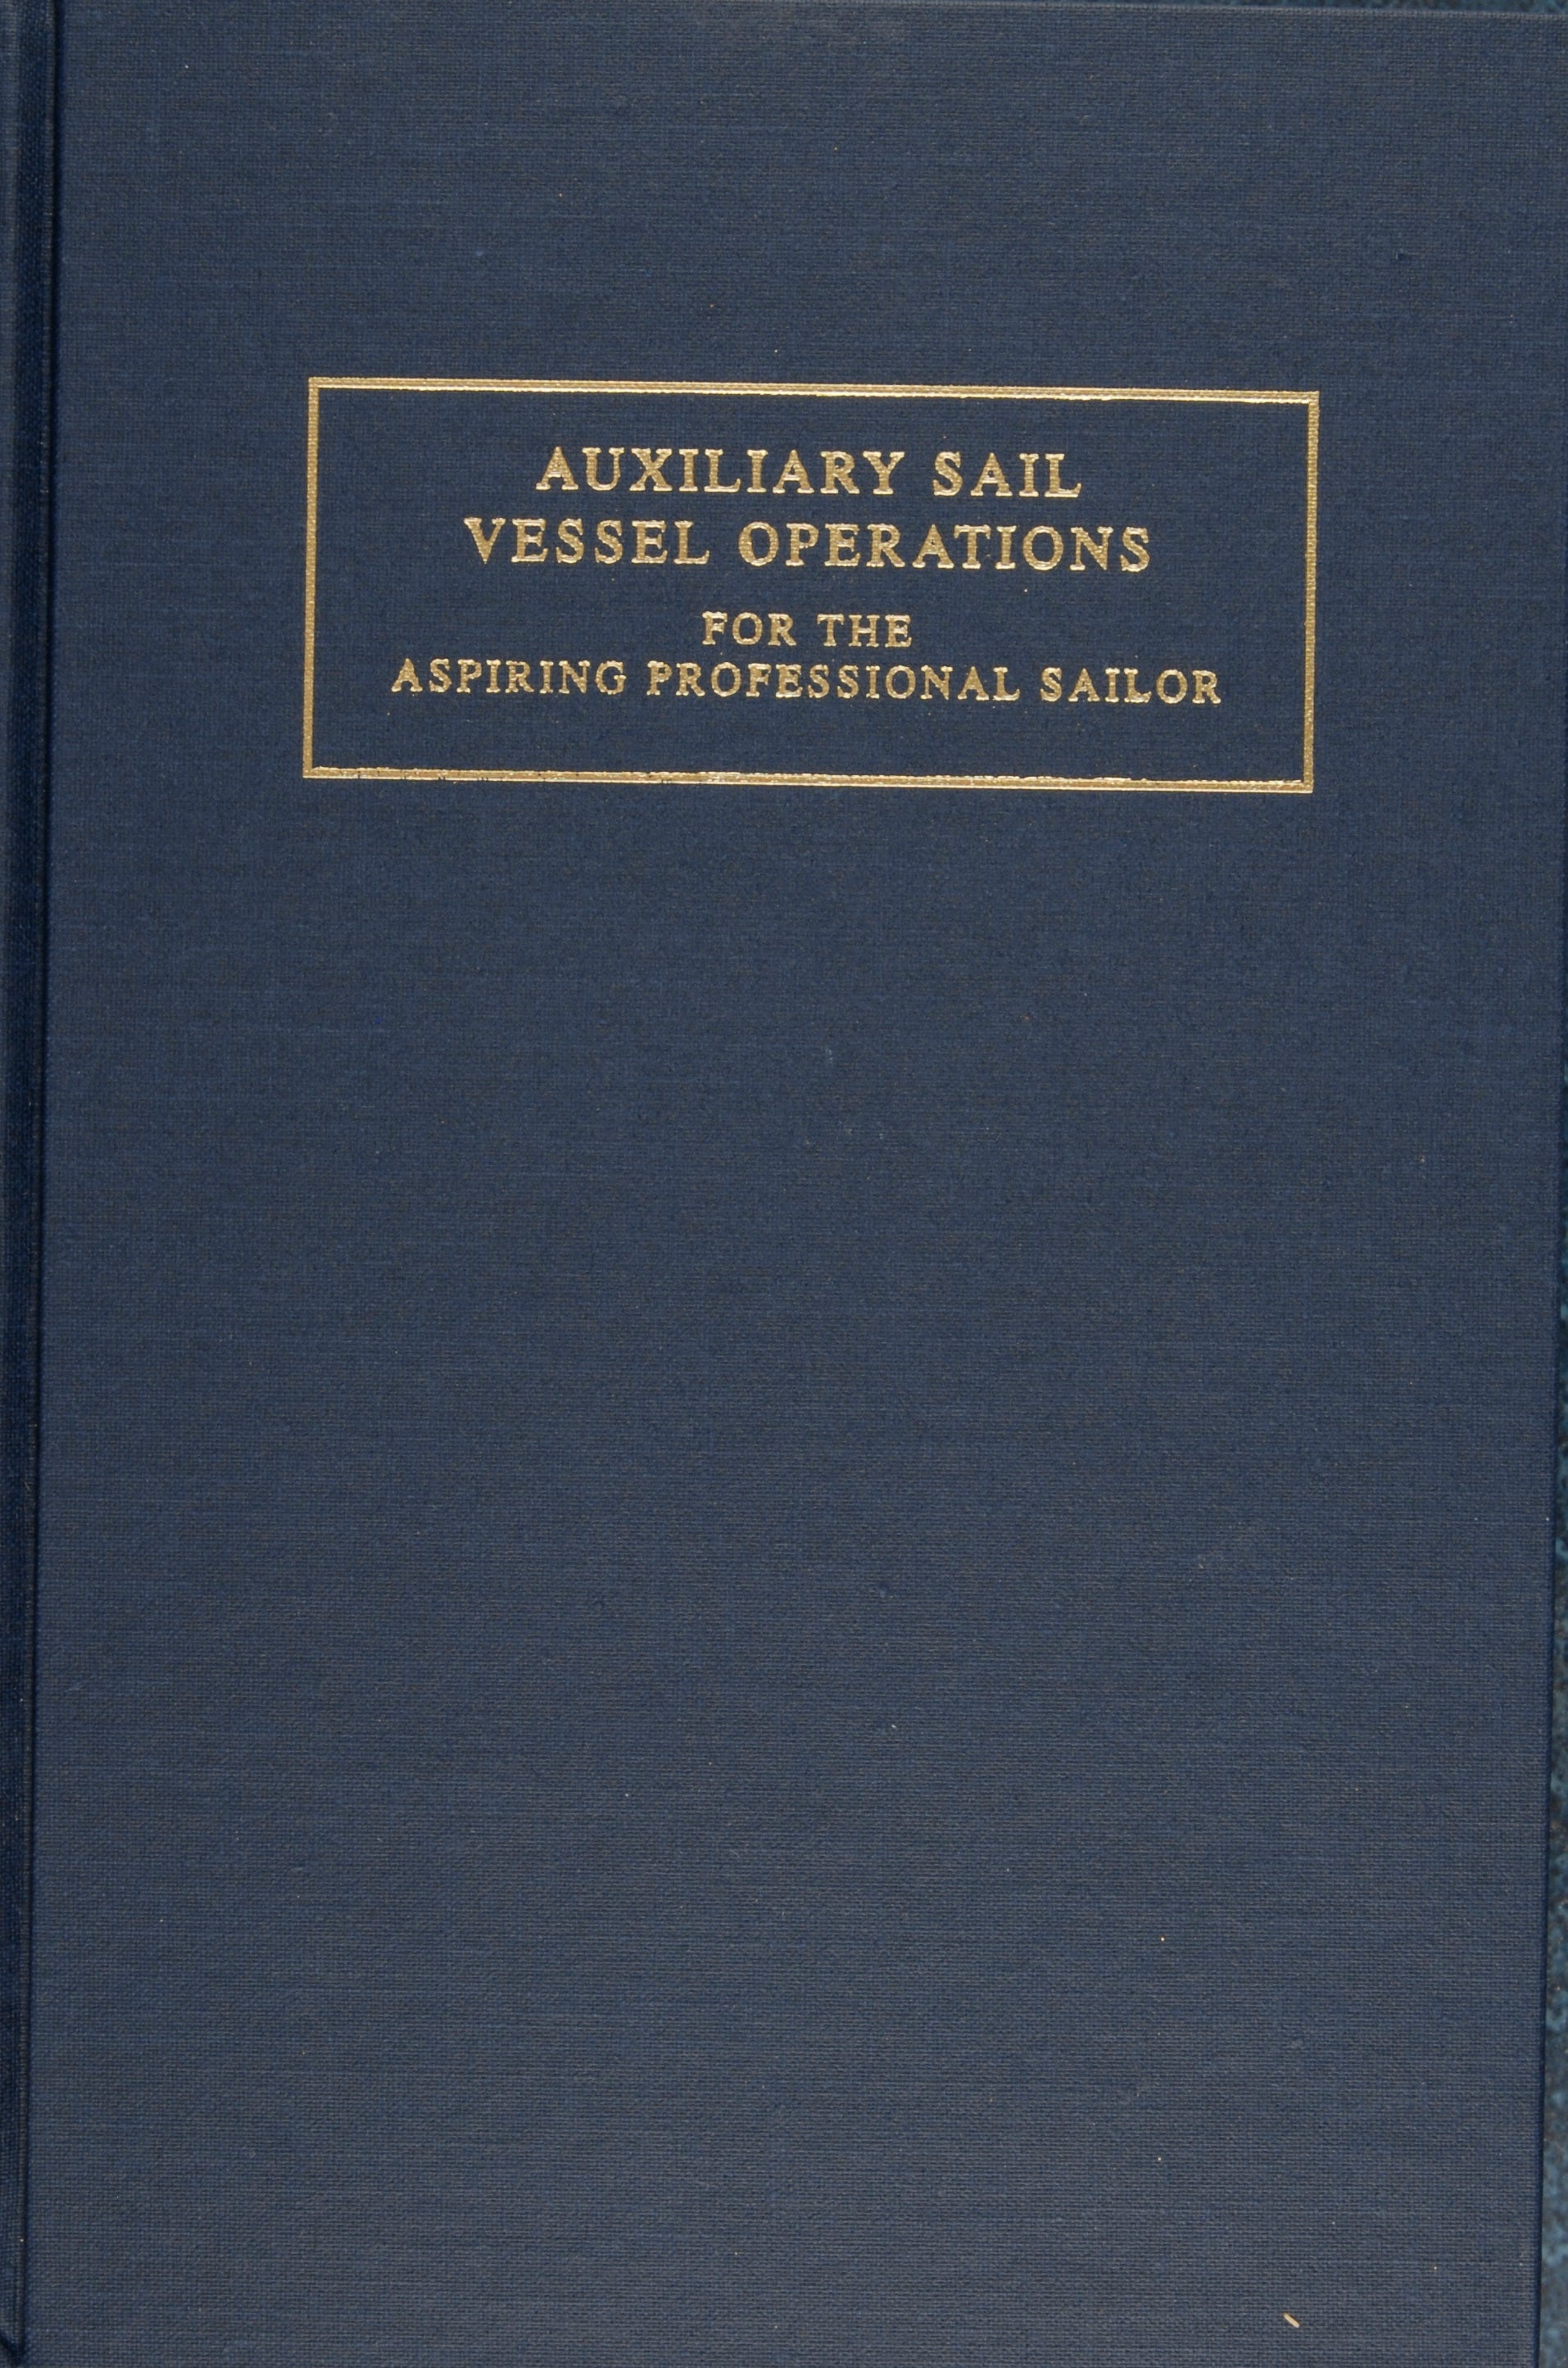 AUXILIARY SAIL
VESSEL OPERATIONS
FOR THE
ASPIRING PROFESSIONAL SAILOR